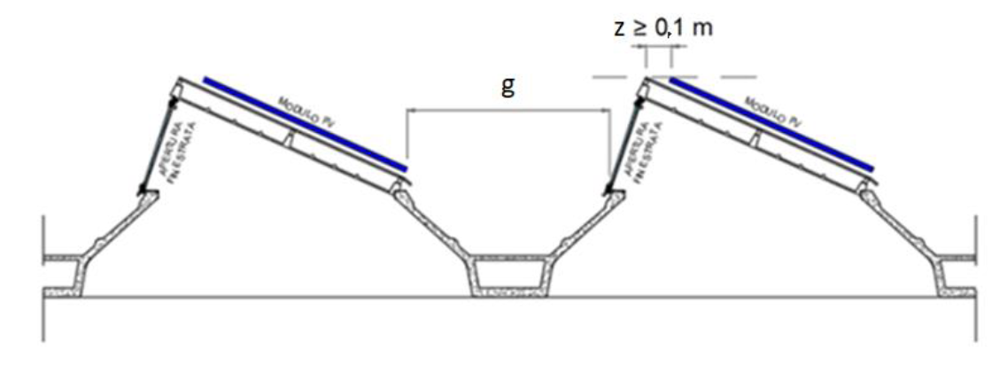 z ≥ 0,1 m
g
MODULO PV
APERTURA
FINESTRATA
MODULO PV
APERTURA
FINESTRATA